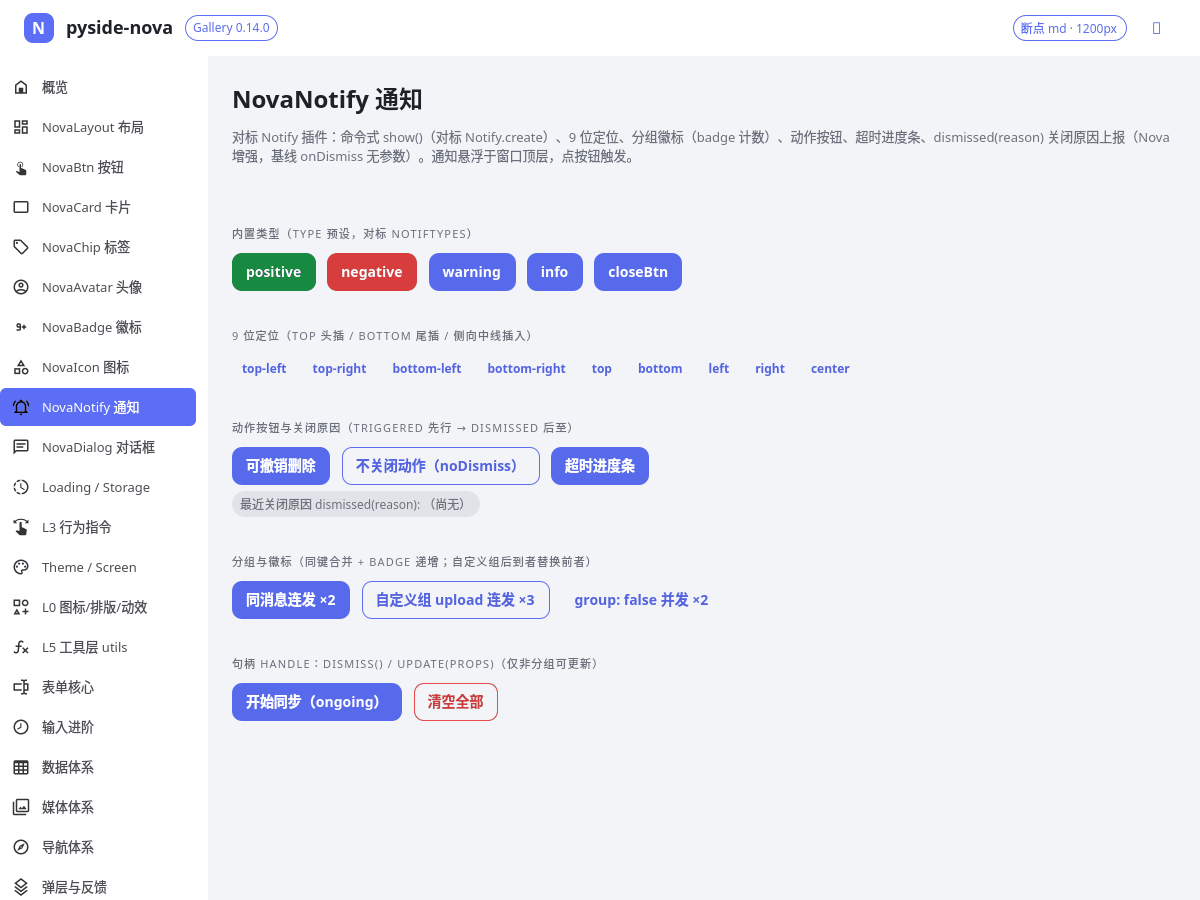 N pyside-nova Gallery 0.14.0 断点 md · 1200px
概览
NovaLayout 布局
NovaBtn 按钮
NovaCard 卡片
NovaChip 标签
NovaAvatar 头像
9+ NovaBadge 徽标
NovaIcon 图标
NovaNotify 通知
NovaDialog 对话框
Loading / Storage
L3 行为指令
Theme / Screen
L0 图标/排版/动效
L5 工具层 utils
表单核心
输入进阶
数据体系
媒体体系
导航体系
弹层与反馈
NovaNotify 通知
对标 Notify 插件：命令式 show()（对标 Notify.create）、9 位定位、分组徽标（badge 计数）、动作按钮、超时进度条、dismissed(reason) 关闭原因上报（Nova
增强，基线 onDismiss 无参数）。通知悬浮于窗口顶层，点按钮触发。
内置类型（TYPE 预设，对标 NOTIFTYPES）
positive negative warning info closeBtn
9 位定位（TOP 头插 / BOTTOM 尾插 / 侧向中线插入）
top-left top-right bottom-left bottom-right top bottom left right center
动作按钮与关闭原因（TRIGGERED 先行 → DISMISSED 后至）
可撤销删除 不关闭动作（noDismiss） 超时进度条
最近关闭原因 dismissed(reason): （尚无）
分组与徽标（同键合并 + BADGE 递增；自定义组后到者替换前者）
同消息连发 ×2 自定义组 upload 连发 ×3 group: false 并发 ×2
句柄 HANDLE：DISMISS() / UPDATE(PROPS)（仅非分组可更新）
开始同步（ongoing） 清空全部